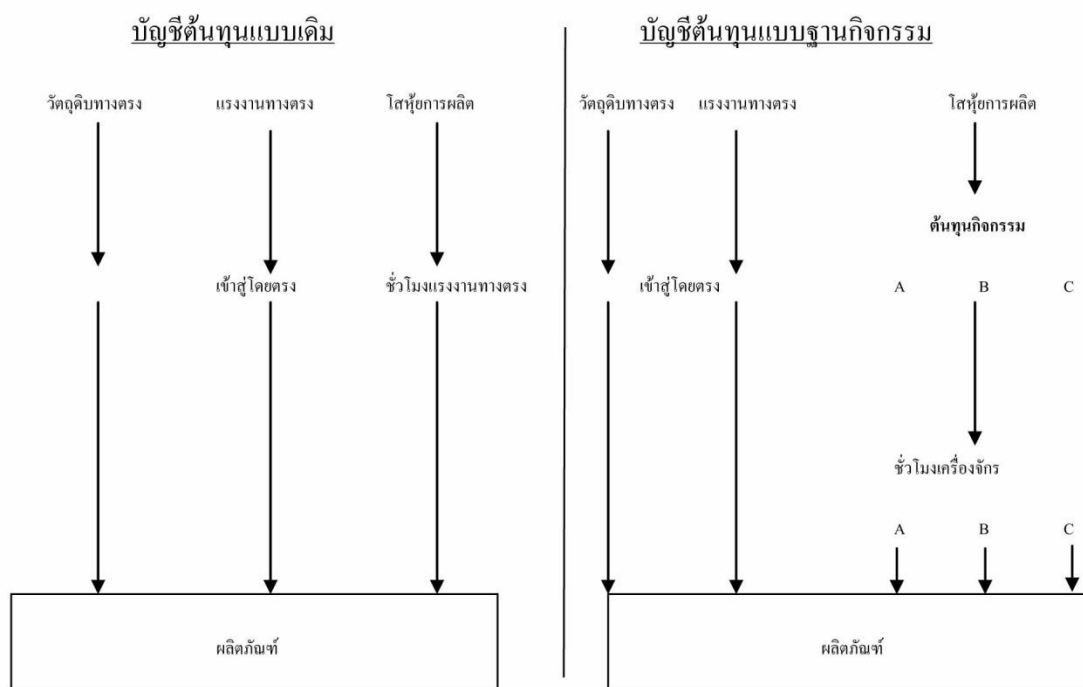 บัญชีต้นทุนแบบเดิม
วัตถุดิบทางตรง แรงงานทางตรง โสหุ้ยการผลิต
เข้าสู่โดยตรง ชั่วโมงแรงงานทางตรง
ผลิตภัณฑ์
บัญชีต้นทุนแบบฐานกิจกรรม
วัตถุดิบทางตรง แรงงานทางตรง โสหุ้ยการผลิต
ต้นทุนกิจกรรม
เข้าสู่โดยตรง A B C
ชั่วโมงเครื่องจักร
A B C
ผลิตภัณฑ์